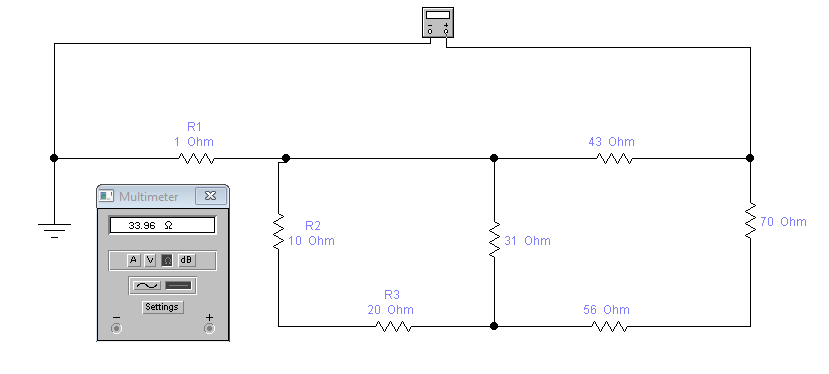 − +
R1
1 Ohm
43 Ohm
Multimeter
33.96 Ω
A V Ω dB
Settings
− +
R2
10 Ohm
31 Ohm
70 Ohm
R3
20 Ohm
56 Ohm